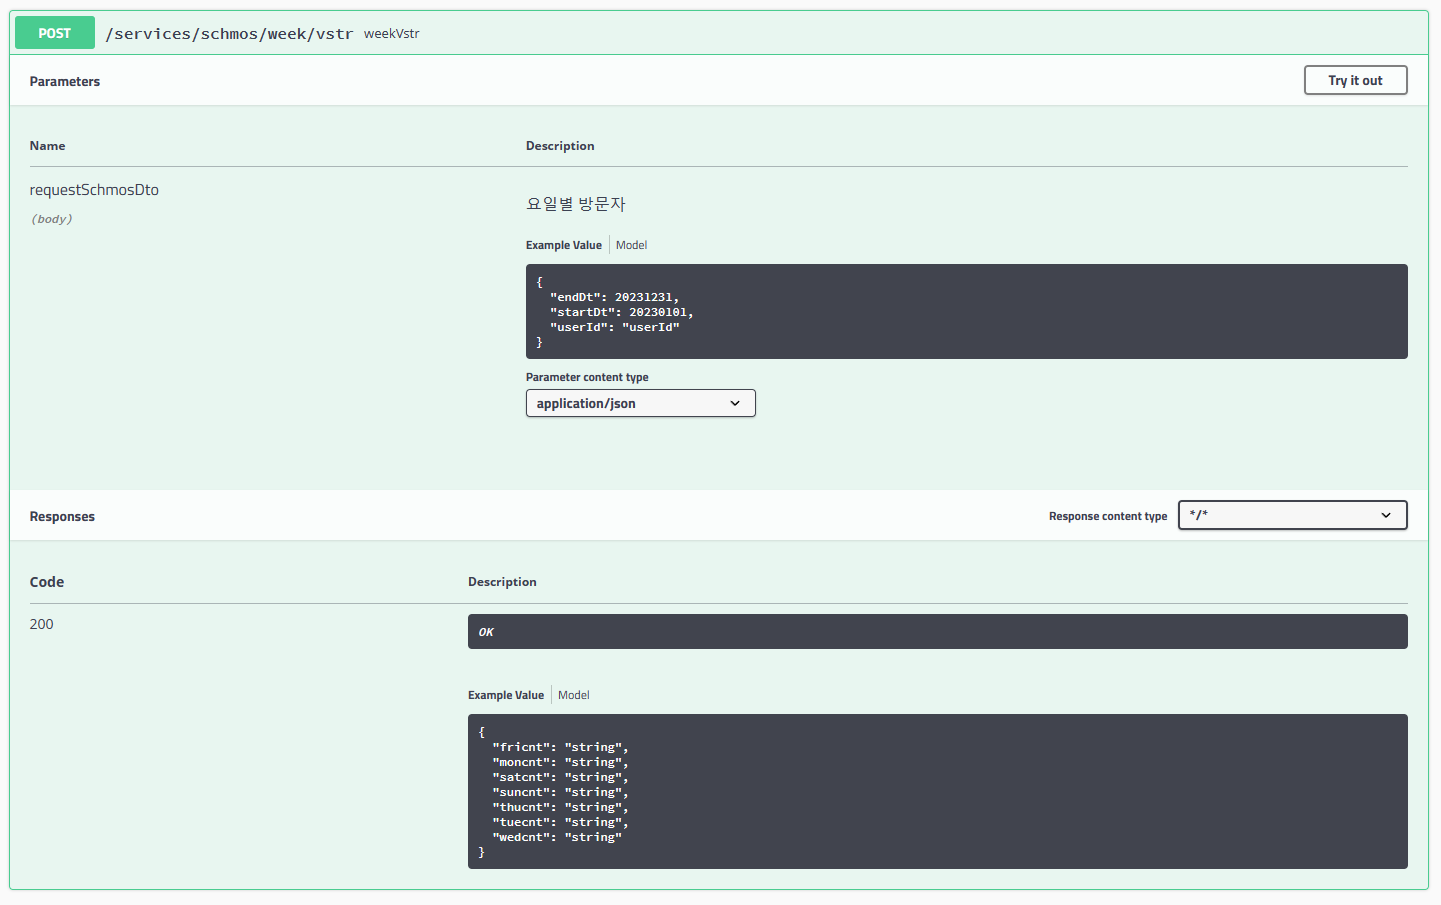 POST /services/schmos/week/vstr weekVstr
Parameters Try it out
Name Description
requestSchmosDto
(body)
요일별 방문자
Example Value Model
{
"endDt": 20231231,
"startDt": 20230101,
"userId": "userId"
}
Parameter content type
application/json
Responses Response content type */*
Code Description
200
OK
Example Value Model
{
"fricnt": "string",
"moncnt": "string",
"satcnt": "string",
"suncnt": "string",
"thucnt": "string",
"tuecnt": "string",
"wedcnt": "string"
}